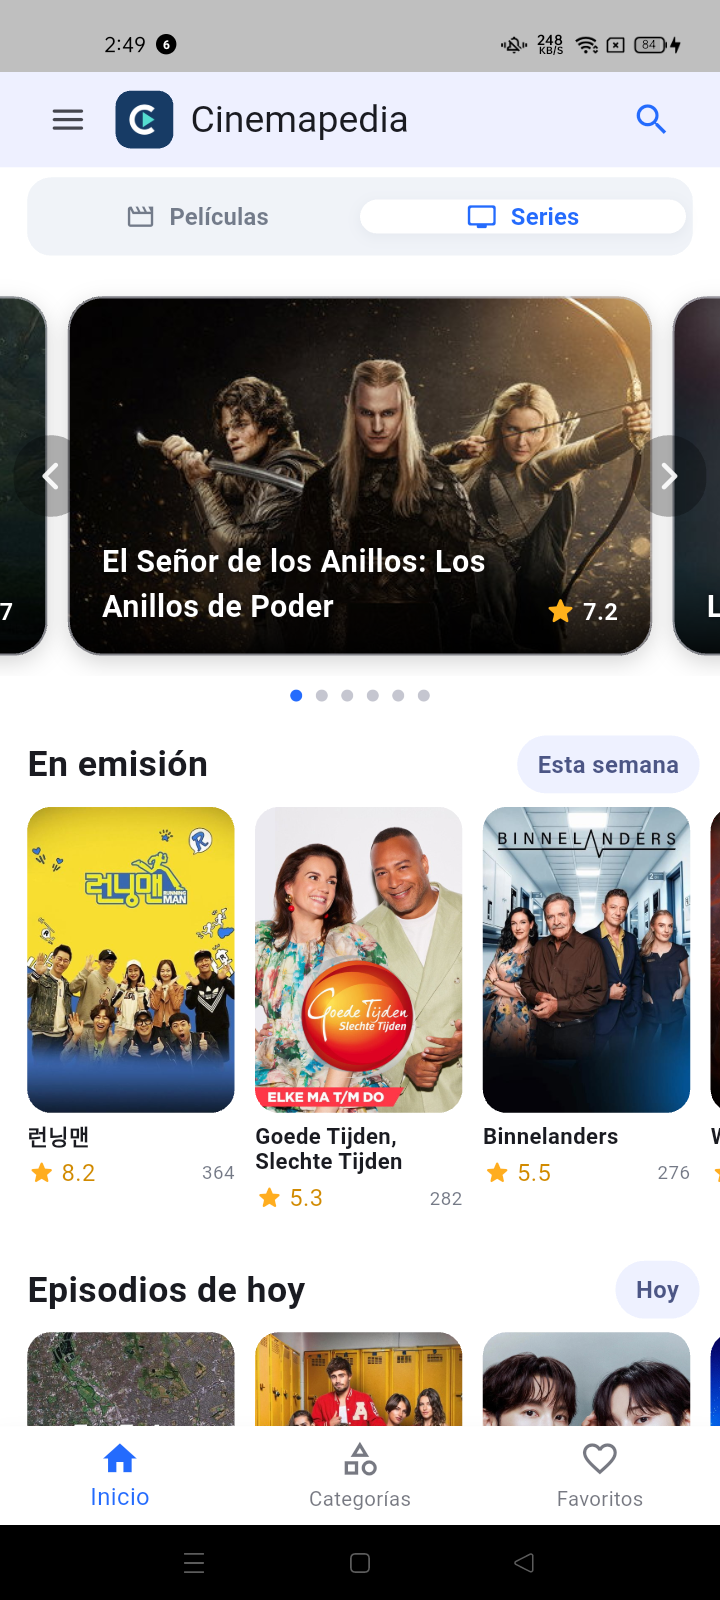 2:49 6 248 KB/S 84
Cinemapedia
Películas Series
El Señor de los Anillos: Los
Anillos de Poder
7 7.2 L
En emisión Esta semana
R
런닝맨
RUNNING
MAN
Goede Tijden
Slechte Tijden
ELKE MA T/M DO
BINNELANDERS
런닝맨
8.2 364
Goede Tijden,
Slechte Tijden
5.3 282
Binnelanders
5.5 276
Episodios de hoy Hoy
A
Inicio Categorías Favoritos